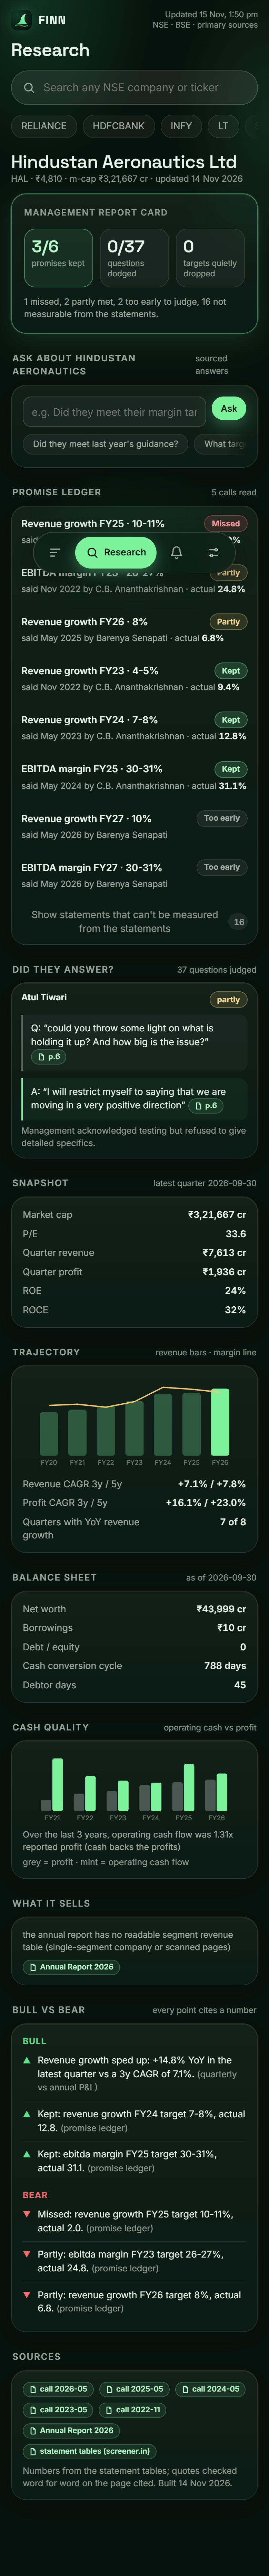 FINN
Updated 15 Nov, 1:50 pm
NSE · BSE · primary sources
Research
Search any NSE company or ticker
RELIANCE
HDFCBANK
INFY
LT
Hindustan Aeronautics Ltd
HAL · ₹4,810 · m-cap ₹3,21,667 cr · updated 14 Nov 2026
MANAGEMENT REPORT CARD
3/6
promises kept
0/37
questions
dodged
0
targets quietly
dropped
1 missed, 2 partly met, 2 too early to judge, 16 not
measurable from the statements.
ASK ABOUT HINDUSTAN
AERONAUTICS
sourced
answers
e.g. Did they meet their margin tar
Ask
Did they meet last year's guidance?
What targ
PROMISE LEDGER
5 calls read
Revenue growth FY25 · 10-11%
Missed
said
Research
EBITDA margin FY23 · 26-27%
Partly
said Nov 2022 by C.B. Ananthakrishnan · actual 24.8%
Revenue growth FY26 · 8%
Partly
said May 2025 by Barenya Senapati · actual 6.8%
Revenue growth FY23 · 4-5%
Kept
said Nov 2022 by C.B. Ananthakrishnan · actual 9.4%
Revenue growth FY24 · 7-8%
Kept
said May 2023 by C.B. Ananthakrishnan · actual 12.8%
EBITDA margin FY25 · 30-31%
Kept
said May 2024 by C.B. Ananthakrishnan · actual 31.1%
Revenue growth FY27 · 10%
Too early
said May 2026 by Barenya Senapati
EBITDA margin FY27 · 30-31%
Too early
said May 2026 by Barenya Senapati
Show statements that can't be measured
from the statements
16
DID THEY ANSWER?
37 questions judged
Atul Tiwari
partly
Q: “could you throw some light on what is
holding it up? And how big is the issue?”
p.6
A: “I will restrict myself to saying that we are
moving in a very positive direction” p.6
Management acknowledged testing but refused to give
detailed specifics.
SNAPSHOT
latest quarter 2026-09-30
Market cap
₹3,21,667 cr
P/E
33.6
Quarter revenue
₹7,613 cr
Quarter profit
₹1,936 cr
ROE
24%
ROCE
32%
TRAJECTORY
revenue bars · margin line
FY20 FY21 FY22 FY23 FY24 FY25 FY26
Revenue CAGR 3y / 5y
+7.1% / +7.8%
Profit CAGR 3y / 5y
+16.1% / +23.0%
Quarters with YoY revenue
growth
7 of 8
BALANCE SHEET
as of 2026-09-30
Net worth
₹43,999 cr
Borrowings
₹10 cr
Debt / equity
0
Cash conversion cycle
788 days
Debtor days
45
CASH QUALITY
operating cash vs profit
FY21 FY22 FY23 FY24 FY25 FY26
Over the last 3 years, operating cash flow was 1.31x
reported profit (cash backs the profits)
grey = profit · mint = operating cash flow
WHAT IT SELLS
the annual report has no readable segment revenue
table (single-segment company or scanned pages)
Annual Report 2026
BULL VS BEAR
every point cites a number
BULL
Revenue growth sped up: +14.8% YoY in the
latest quarter vs a 3y CAGR of 7.1%. (quarterly
vs annual P&L)
Kept: revenue growth FY24 target 7-8%, actual
12.8. (promise ledger)
Kept: ebitda margin FY25 target 30-31%,
actual 31.1. (promise ledger)
BEAR
Missed: revenue growth FY25 target 10-11%,
actual 2.0. (promise ledger)
Partly: ebitda margin FY23 target 26-27%,
actual 24.8. (promise ledger)
Partly: revenue growth FY26 target 8%, actual
6.8. (promise ledger)
SOURCES
call 2026-05
call 2025-05
call 2024-05
call 2023-05
call 2022-11
Annual Report 2026
statement tables (screener.in)
Numbers from the statement tables; quotes checked
word for word on the page cited. Built 14 Nov 2026.